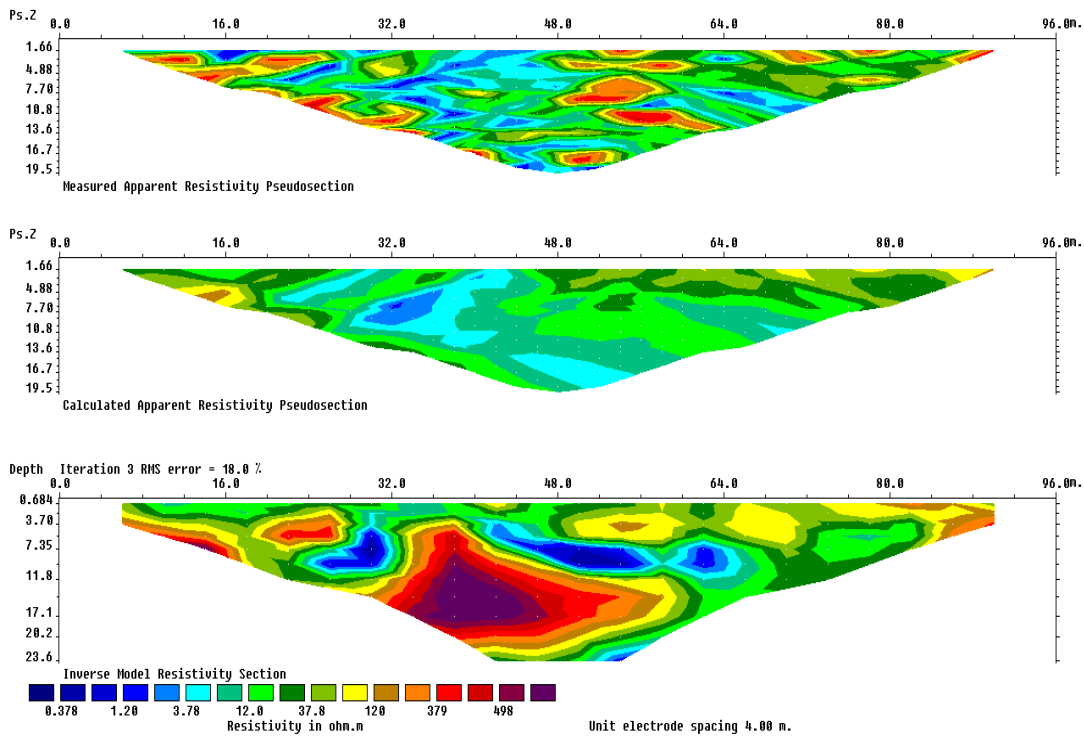 Ps.Z 0.0 16.0 32.0 48.0 64.0 80.0 96.0m.
1.66
4.88
7.70
10.8
13.6
16.7
19.5
Measured Apparent Resistivity Pseudosection
Ps.Z 0.0 16.0 32.0 48.0 64.0 80.0 96.0m.
1.66
4.88
7.70
10.8
13.6
16.7
19.5
Calculated Apparent Resistivity Pseudosection
Depth Iteration 3 RMS error = 18.0 %
0.0 16.0 32.0 48.0 64.0 80.0 96.0 m.
0.684
3.70
7.35
11.8
17.1
20.2
23.6
Inverse Model Resistivity Section
0.378 1.20 3.78 12.0 37.8 120 379 498
Resistivity in ohm.m Unit electrode spacing 4.00 m.